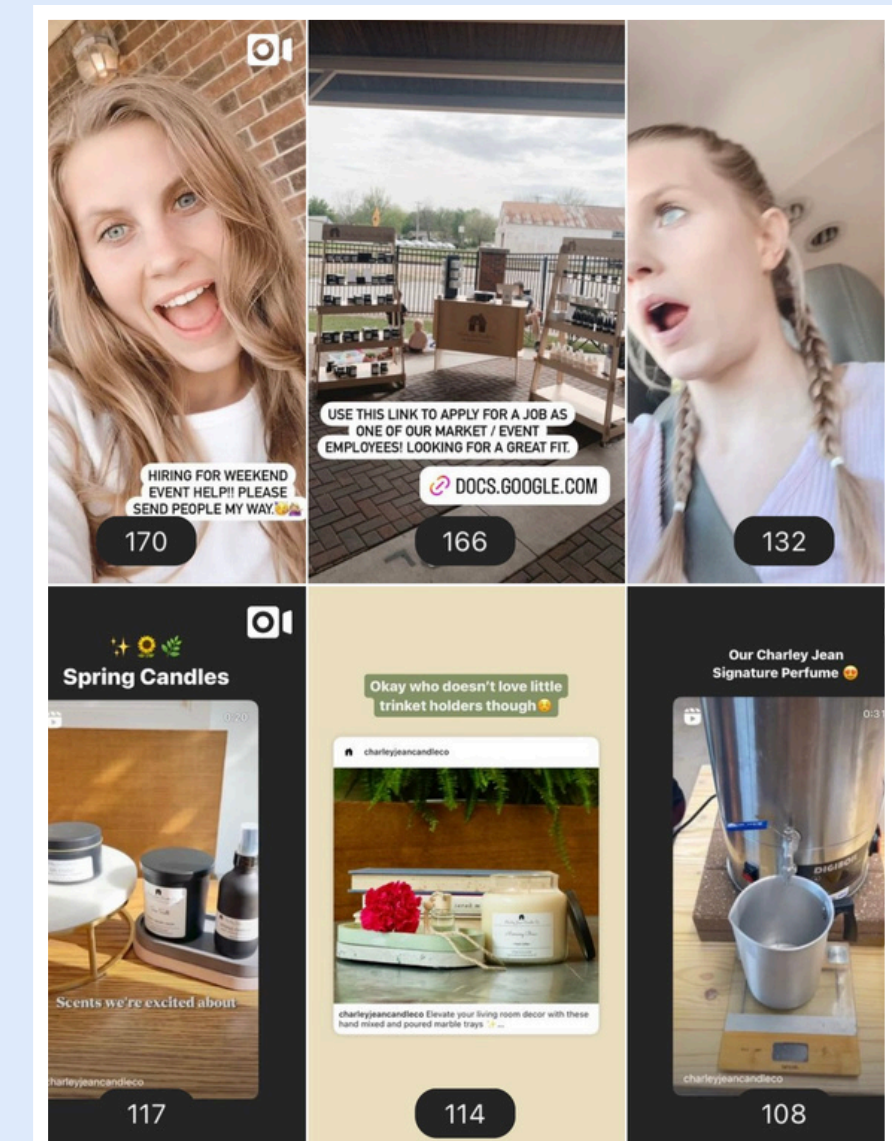 HIRING FOR WEEKEND
EVENT HELP!! PLEASE
SEND PEOPLE MY WAY.
170
USE THIS LINK TO APPLY FOR A JOB AS
ONE OF OUR MARKET / EVENT
EMPLOYEES! LOOKING FOR A GREAT FIT.
DOCS.GOOGLE.COM
166
132
Spring Candles
0:20
Scents we're excited about
charleyjeancandleco
117
Okay who doesn't love little
trinket holders though
charleyjeancandleco
charleyjeancandleco Elevate your living room decor with these
hand mixed and poured marble trays ✨ ...
114
Our Charley Jean
Signature Perfume 😍
0:31
DIGIBOIL
charleyjeancandleco
108